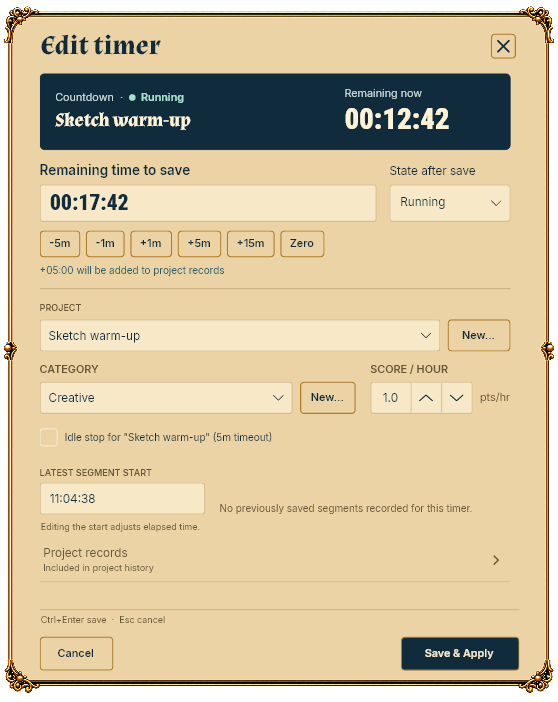 Edit timer
Countdown · Running
Remaining now
Sketch warm-up
00:12:42
Remaining time to save
State after save
00:17:42
Running
-5m
-1m
+1m
+5m
+15m
Zero
+05:00 will be added to project records
PROJECT
Sketch warm-up
New...
CATEGORY
SCORE / HOUR
Creative
New...
1.0
pts/hr
Idle stop for "Sketch warm-up" (5m timeout)
LATEST SEGMENT START
11:04:38
No previously saved segments recorded for this timer.
Editing the start adjusts elapsed time.
Project records
Included in project history
Ctrl+Enter save · Esc cancel
Cancel
Save & Apply